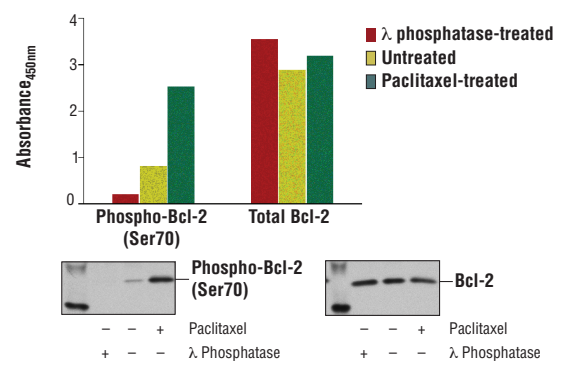 4
3
2
1
0
Absorbance450nm
λ phosphatase-treated
Untreated
Paclitaxel-treated
Phospho-Bcl-2
(Ser70)
Total Bcl-2
Phospho-Bcl-2
(Ser70)
– – + Paclitaxel
+ – – λ Phosphatase
Bcl-2
– – + Paclitaxel
+ – – λ Phosphatase